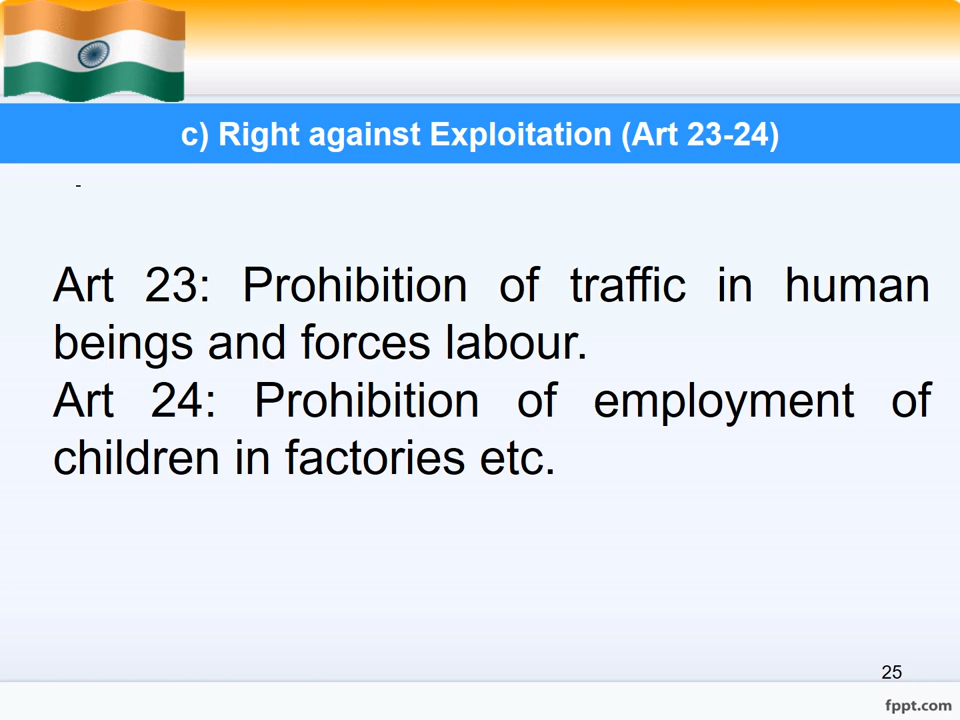 c) Right against Exploitation (Art 23-24)
-
Art 23: Prohibition of traffic in human
beings and forces labour.
Art 24: Prohibition of employment of
children in factories etc.
25
fppt.com